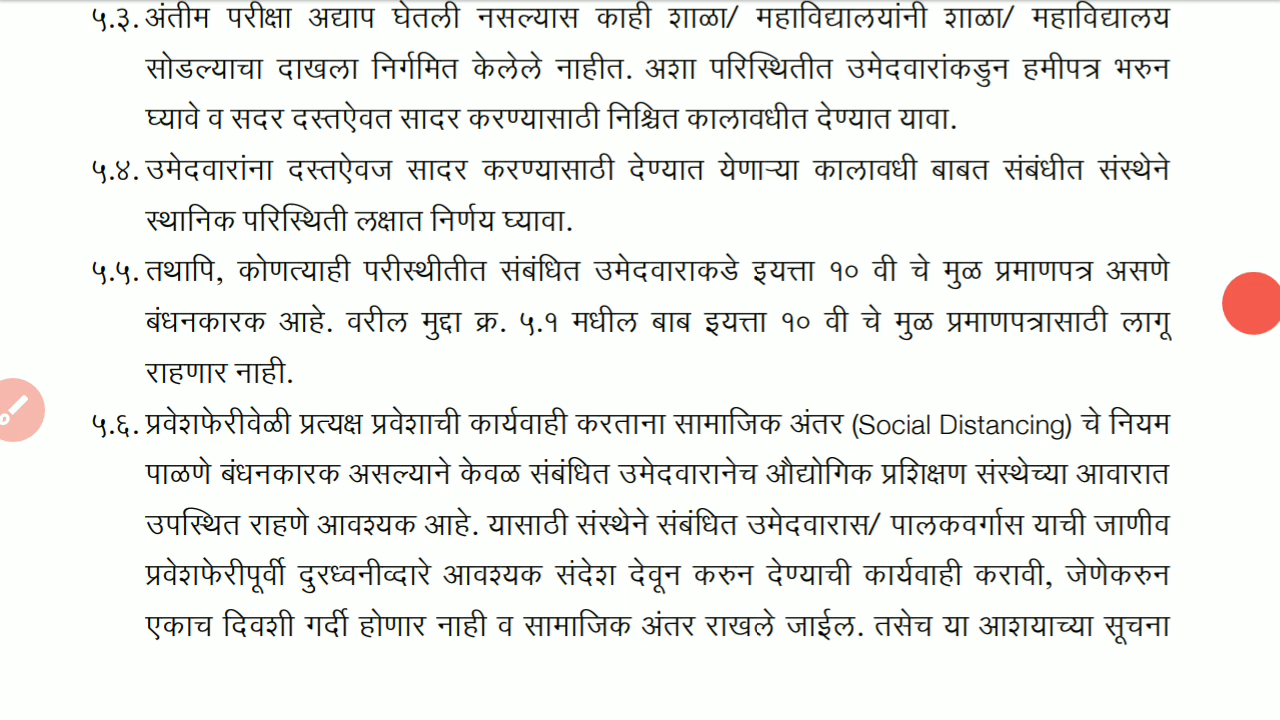 ५.३. अंतीम परीक्षा अद्याप घेतली नसल्यास काही शाळा/ महाविद्यालयांनी शाळा/ महाविद्यालय
सोडल्याचा दाखला निर्गमित केलेले नाहीत. अशा परिस्थितीत उमेदवारांकडुन हमीपत्र भरुन
घ्यावे व सदर दस्तऐवत सादर करण्यासाठी निश्चित कालावधीत देण्यात यावा.
५.४. उमेदवारांना दस्तऐवज सादर करण्यासाठी देण्यात येणाऱ्या कालावधी बाबत संबंधीत संस्थेने
स्थानिक परिस्थिती लक्षात निर्णय घ्यावा.
५.५. तथापि, कोणत्याही परीस्थीतीत संबंधित उमेदवाराकडे इयत्ता १० वी चे मुळ प्रमाणपत्र असणे
बंधनकारक आहे. वरील मुद्दा क्र. ५.१ मधील बाब इयत्ता १० वी चे मुळ प्रमाणपत्रासाठी लागू
राहणार नाही.
५.६. प्रवेशफेरीवेळी प्रत्यक्ष प्रवेशाची कार्यवाही करताना सामाजिक अंतर (Social Distancing) चे नियम
पाळणे बंधनकारक असल्याने केवळ संबंधित उमेदवारानेच औद्योगिक प्रशिक्षण संस्थेच्या आवारात
उपस्थित राहणे आवश्यक आहे. यासाठी संस्थेने संबंधित उमेदवारास/ पालकवर्गास याची जाणीव
प्रवेशफेरीपूर्वी दुरध्वनीव्दारे आवश्यक संदेश देवून करुन देण्याची कार्यवाही करावी, जेणेकरुन
एकाच दिवशी गर्दी होणार नाही व सामाजिक अंतर राखले जाईल. तसेच या आशयाच्या सूचना